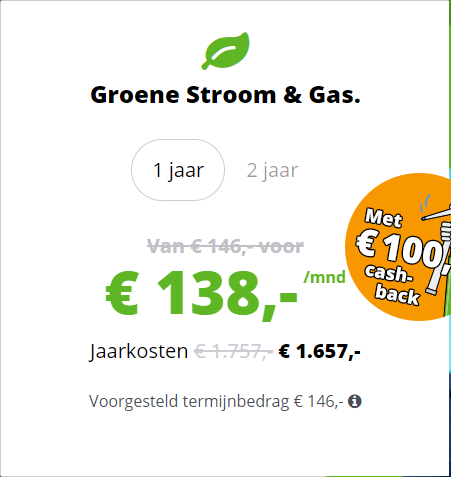 Groene Stroom & Gas.
1 jaar
2 jaar
Van € 146,- voor
€ 138,- /mnd
Met
€ 100,
cash-
back
Jaarkosten € 1.757,- € 1.657,-
Voorgesteld termijnbedrag € 146,-